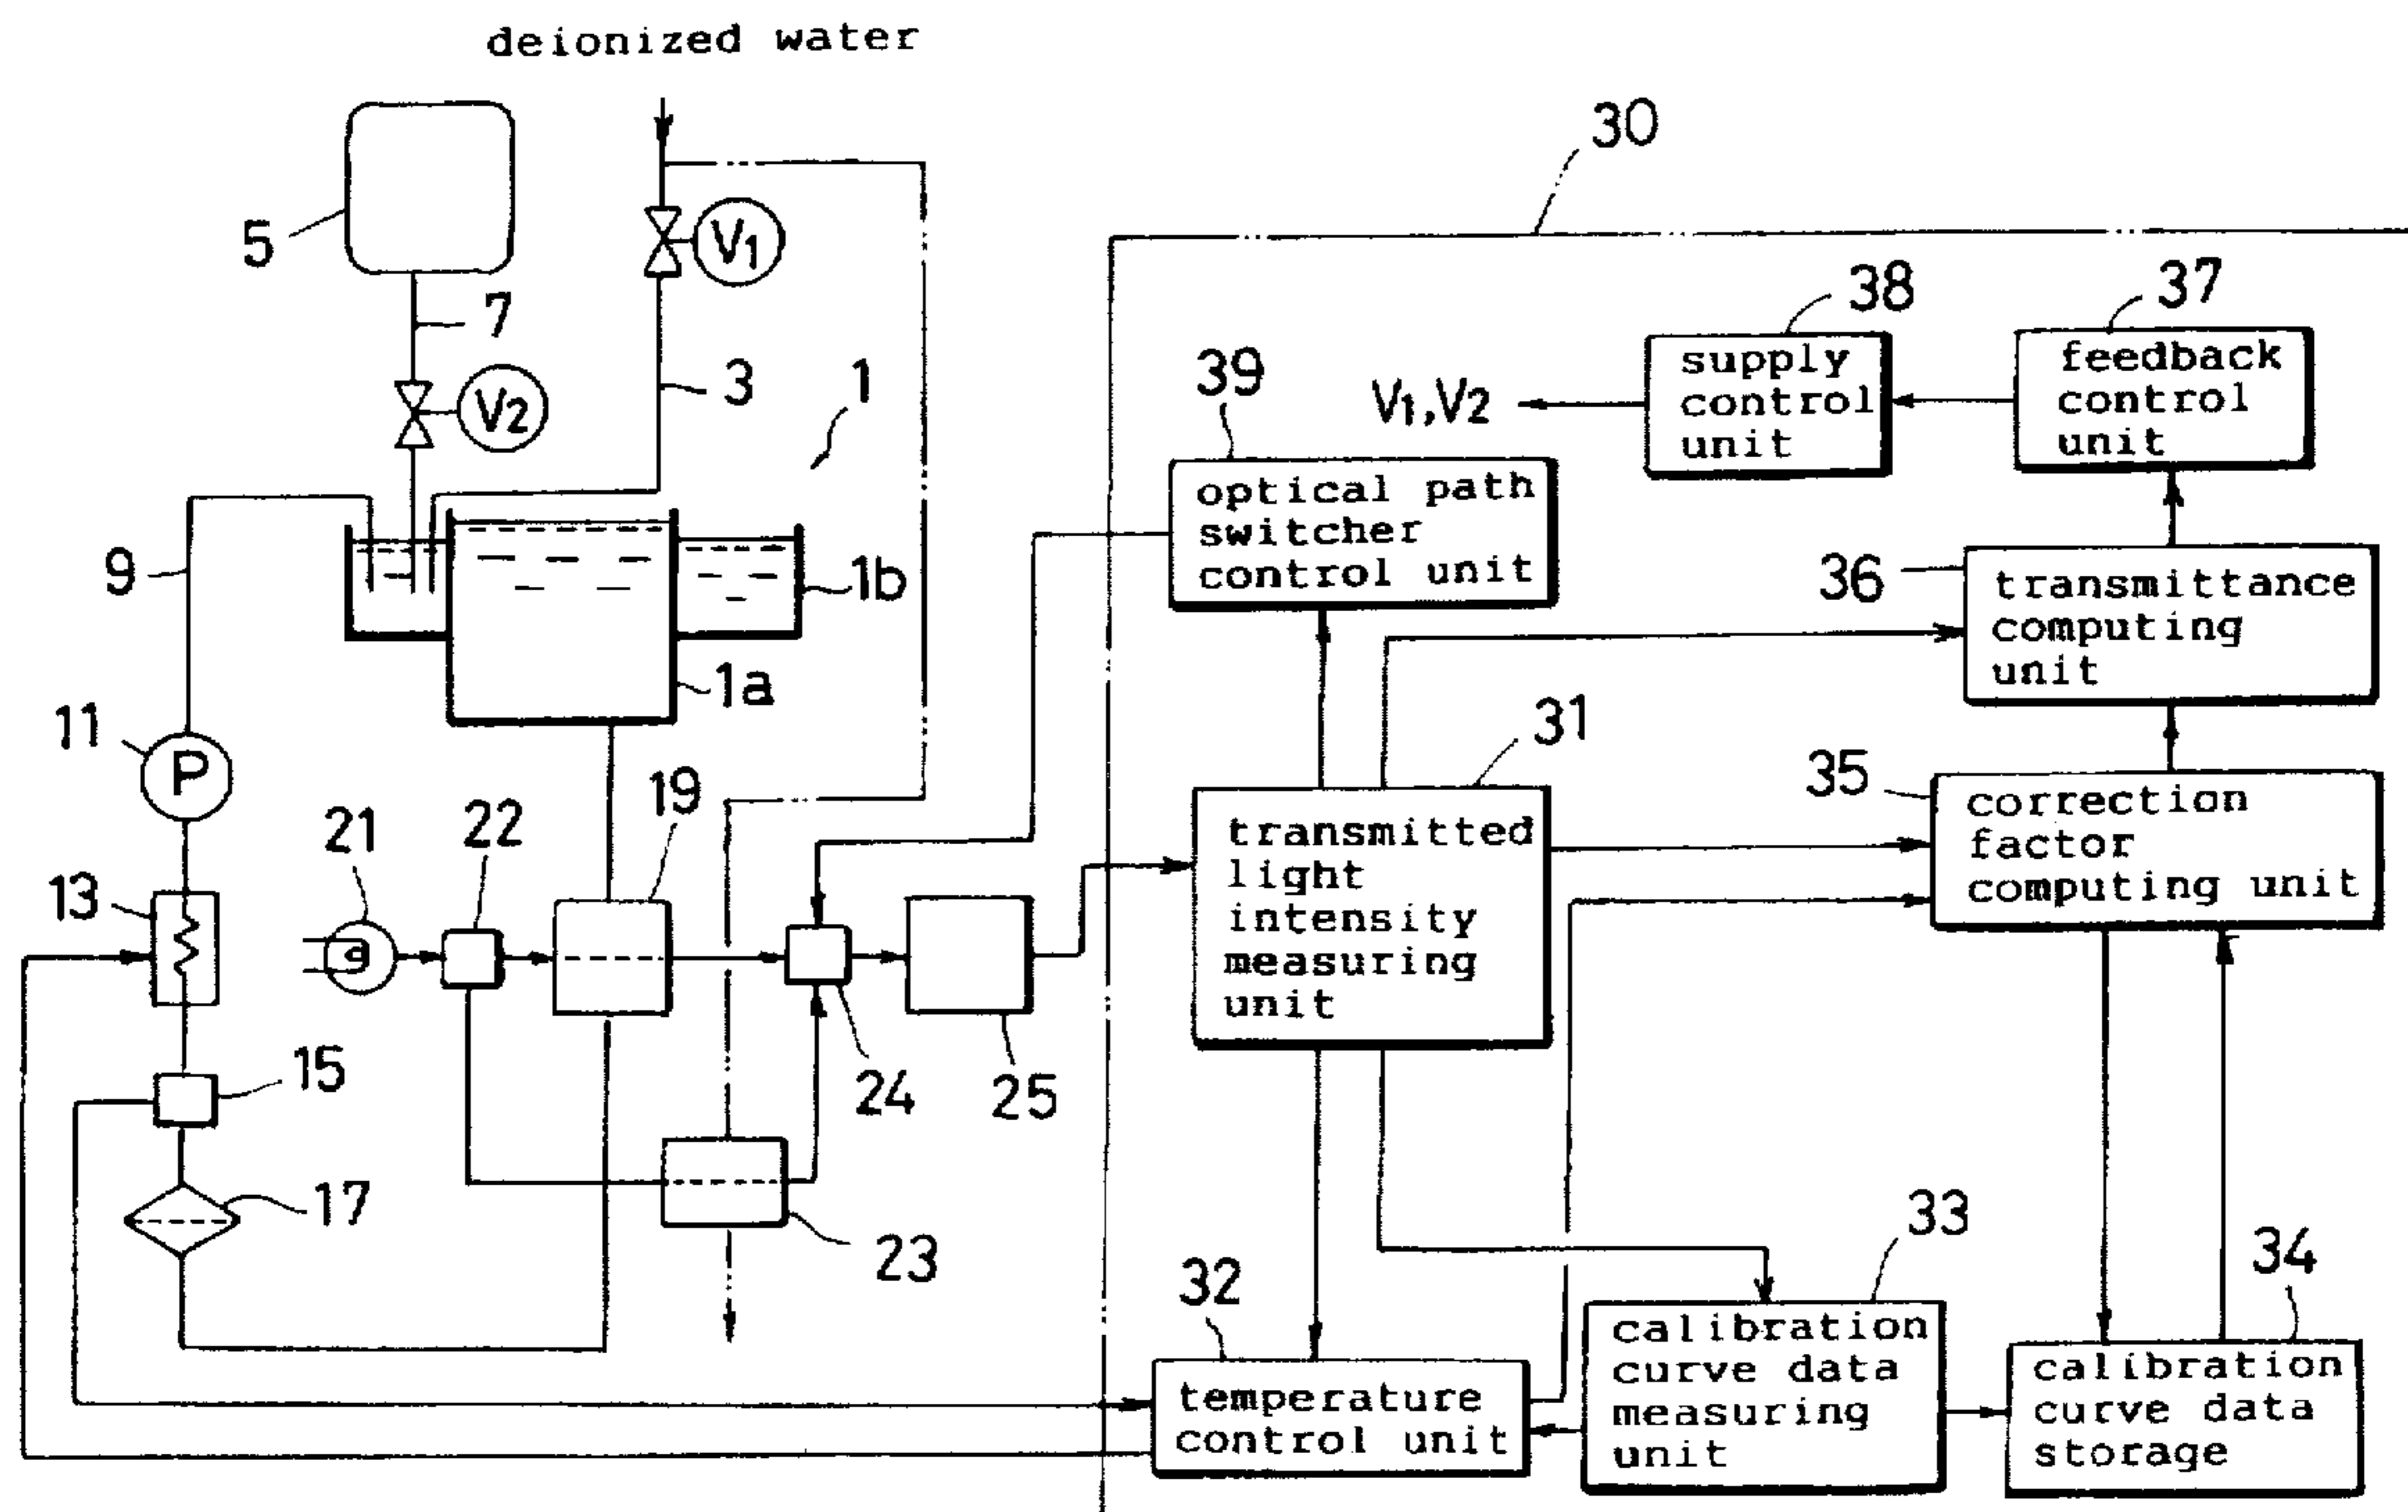 deionized water
30
5
V1
38
37
7
supply
control
unit
feedback
control
unit
39
V1,V2
3
1
V2
optical path
switcher
control unit
9
1b
36
transmittance
computing
unit
1a
11
P
31
35
19
21
22
transmitted
light
intensity
measuring
unit
correction
factor
computing unit
13
15
24
25
17
23
33
32
34
calibration
curve data
measuring
unit
calibration
curve data
storage
temperature
control unit